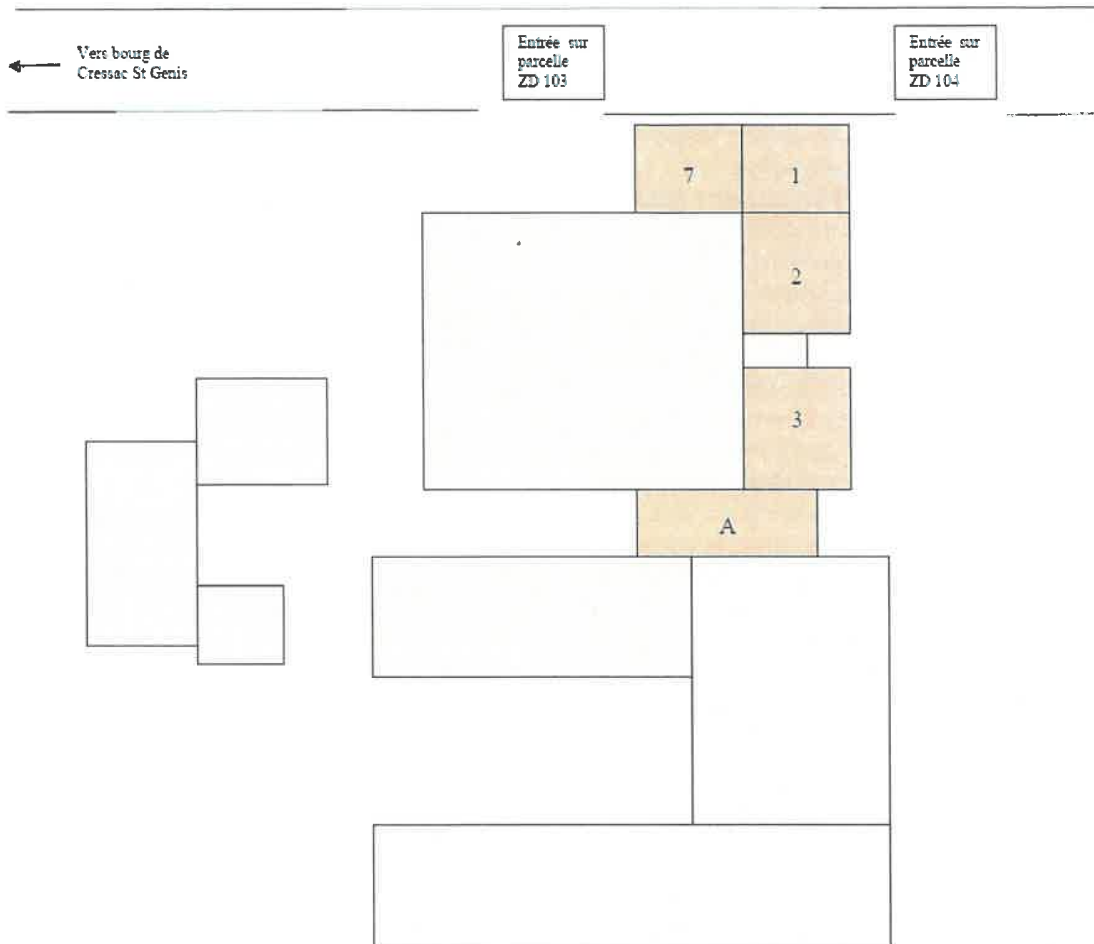 Vers bourg de
Cressac St Genis
Entrée sur
parcelle
ZD 103
Entrée sur
parcelle
ZD 104
7
1
2
3
A